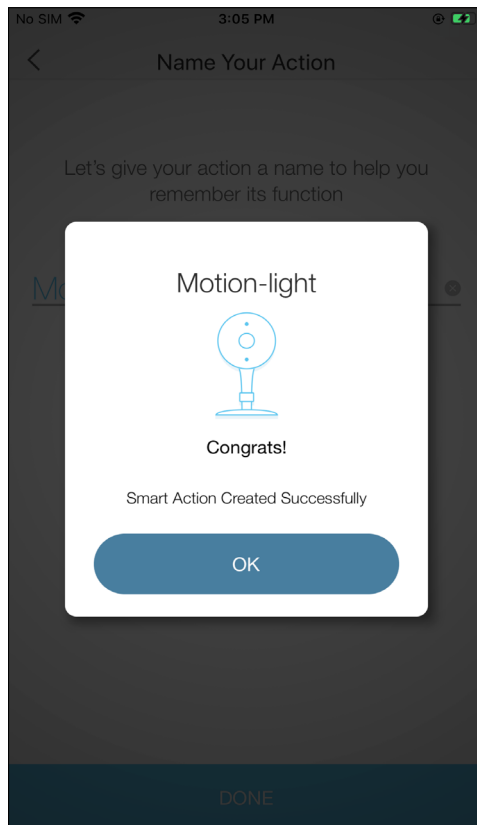 No SIM 3:05 PM
Name Your Action
Let's give your action a name to help you
remember its function
Mo
Motion-light
Congrats!
Smart Action Created Successfully
OK
DONE